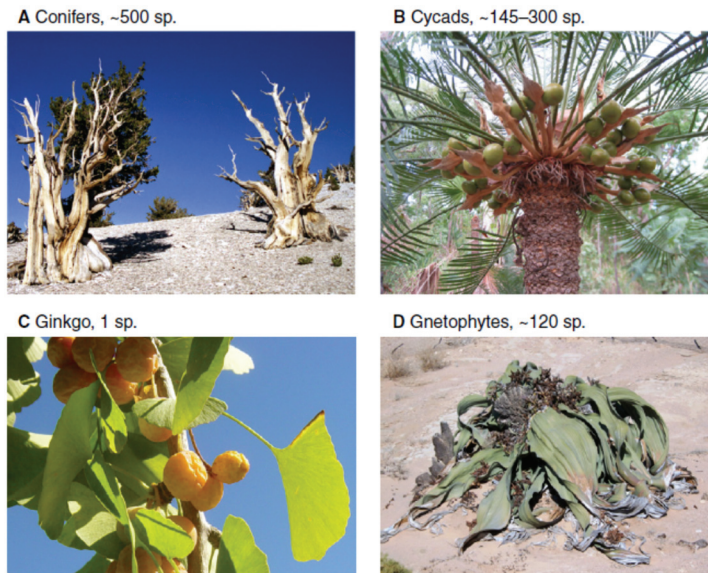 A Conifers, ~500 sp.
B Cycads, ~145–300 sp.
C Ginkgo, 1 sp.
D Gnetophytes, ~120 sp.